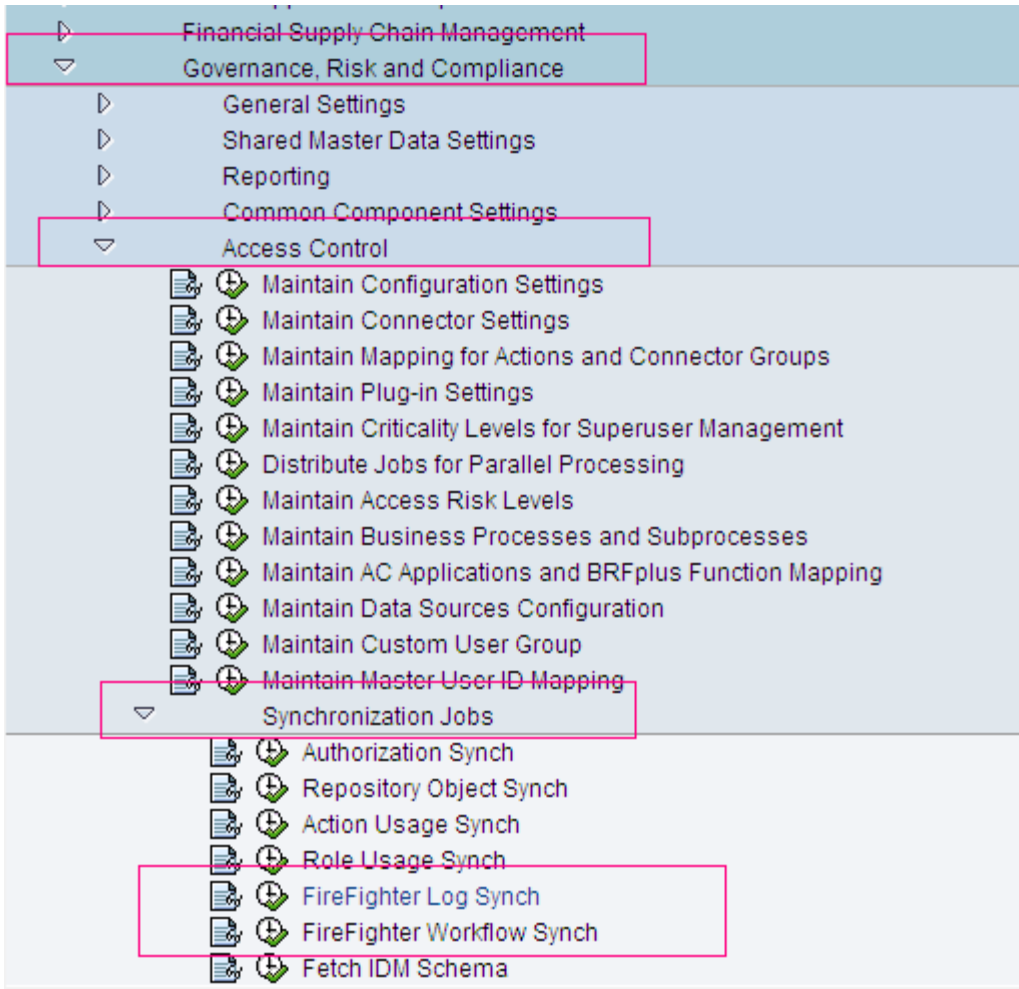 Financial Supply Chain Management
Governance, Risk and Compliance
General Settings
Shared Master Data Settings
Reporting
Common Component Settings
Access Control
Maintain Configuration Settings
Maintain Connector Settings
Maintain Mapping for Actions and Connector Groups
Maintain Plug-in Settings
Maintain Criticality Levels for Superuser Management
Distribute Jobs for Parallel Processing
Maintain Access Risk Levels
Maintain Business Processes and Subprocesses
Maintain AC Applications and BRFplus Function Mapping
Maintain Data Sources Configuration
Maintain Custom User Group
Maintain Master User ID Mapping
Synchronization Jobs
Authorization Synch
Repository Object Synch
Action Usage Synch
Role Usage Synch
FireFighter Log Synch
FireFighter Workflow Synch
Fetch IDM Schema